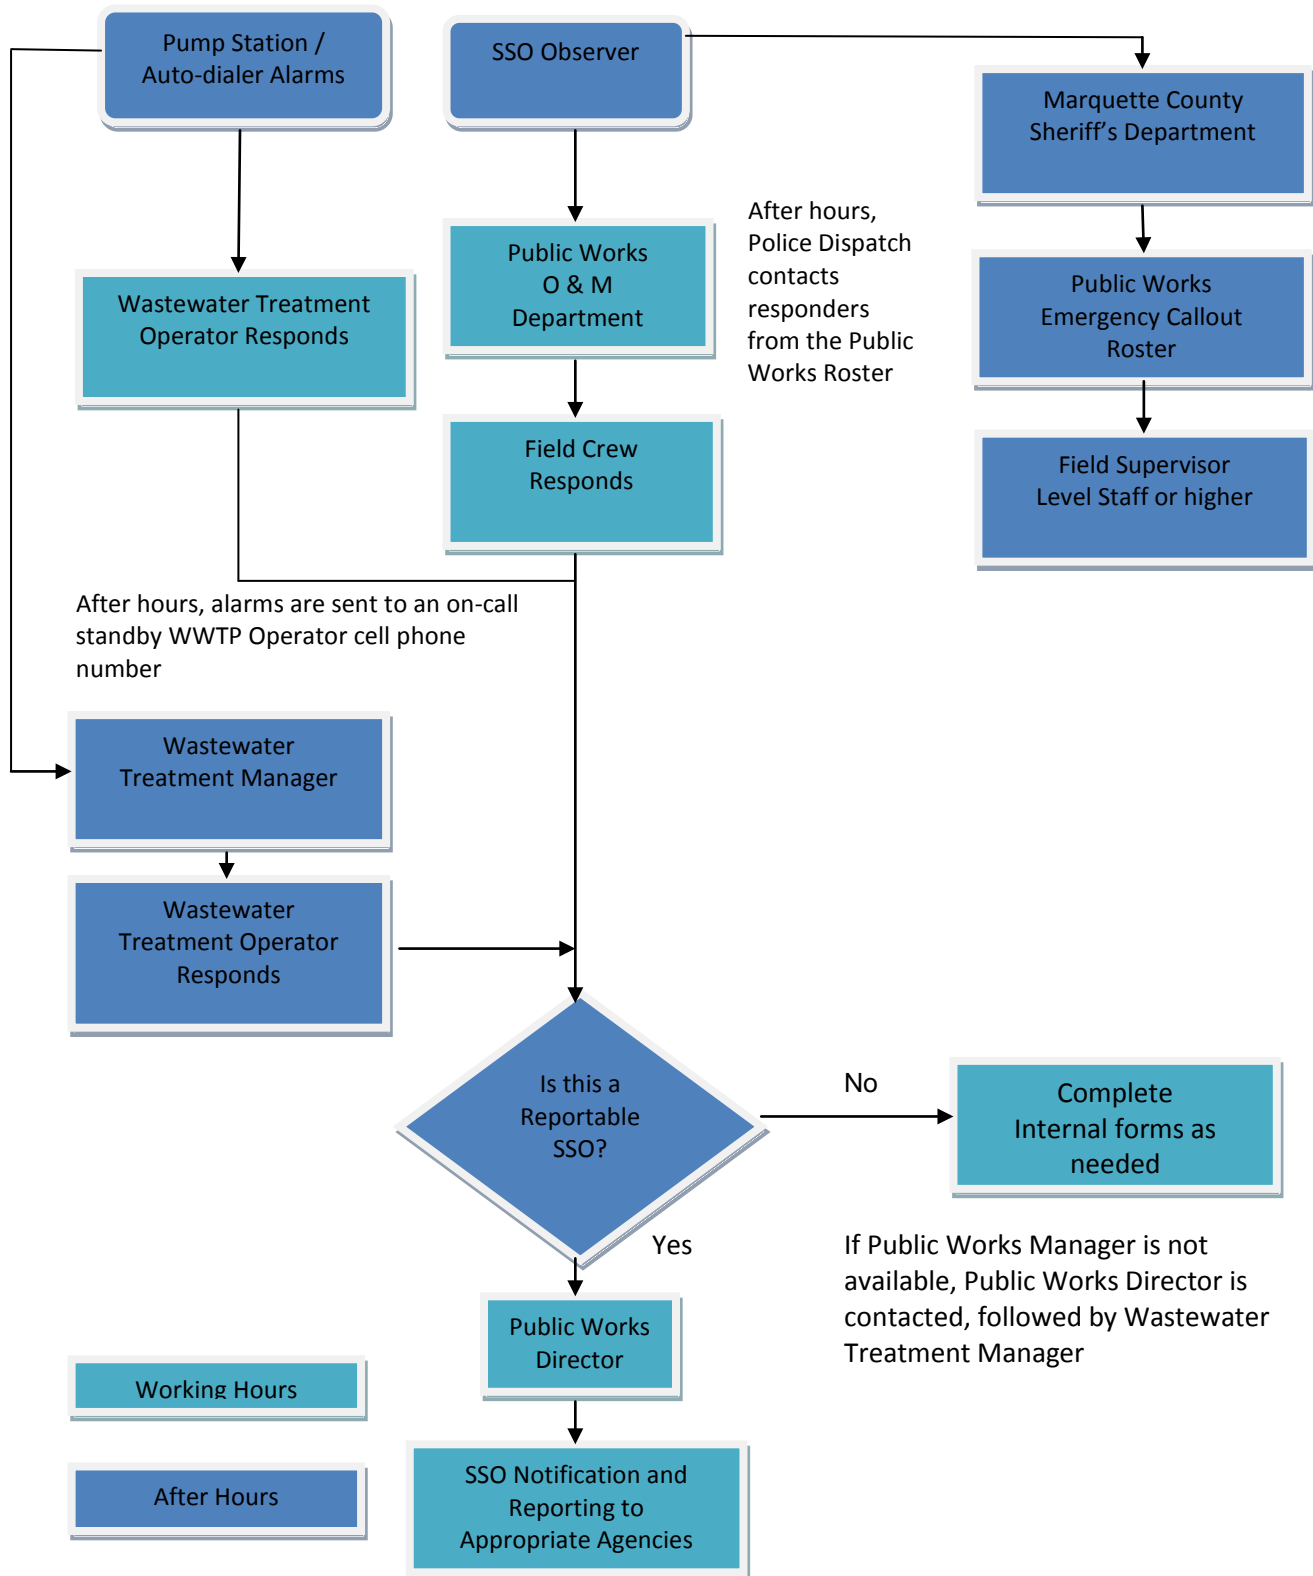 Pump Station /
Auto-dialer Alarms
SSO Observer
Marquette County
Sheriff’s Department
Wastewater Treatment
Operator Responds
Public Works
O & M
Department
After hours,
Police Dispatch
contacts
responders
from the Public
Works Roster
Public Works
Emergency Callout
Roster
Field Crew
Responds
Field Supervisor
Level Staff or higher
After hours, alarms are sent to an on-call
standby WWTP Operator cell phone
number
Wastewater
Treatment Manager
Wastewater
Treatment Operator
Responds
Is this a
Reportable
SSO?
No
Complete
Internal forms as
needed
Yes
If Public Works Manager is not
available, Public Works Director is
contacted, followed by Wastewater
Treatment Manager
Public Works
Director
Working Hours
After Hours
SSO Notification and
Reporting to
Appropriate Agencies